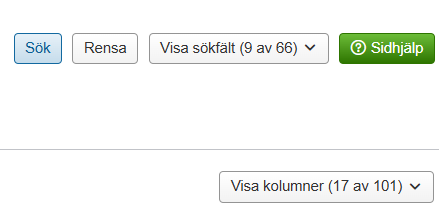 Sök Rensa Visa sökfält (9 av 66) Sidhjälp
Visa kolumner (17 av 101)